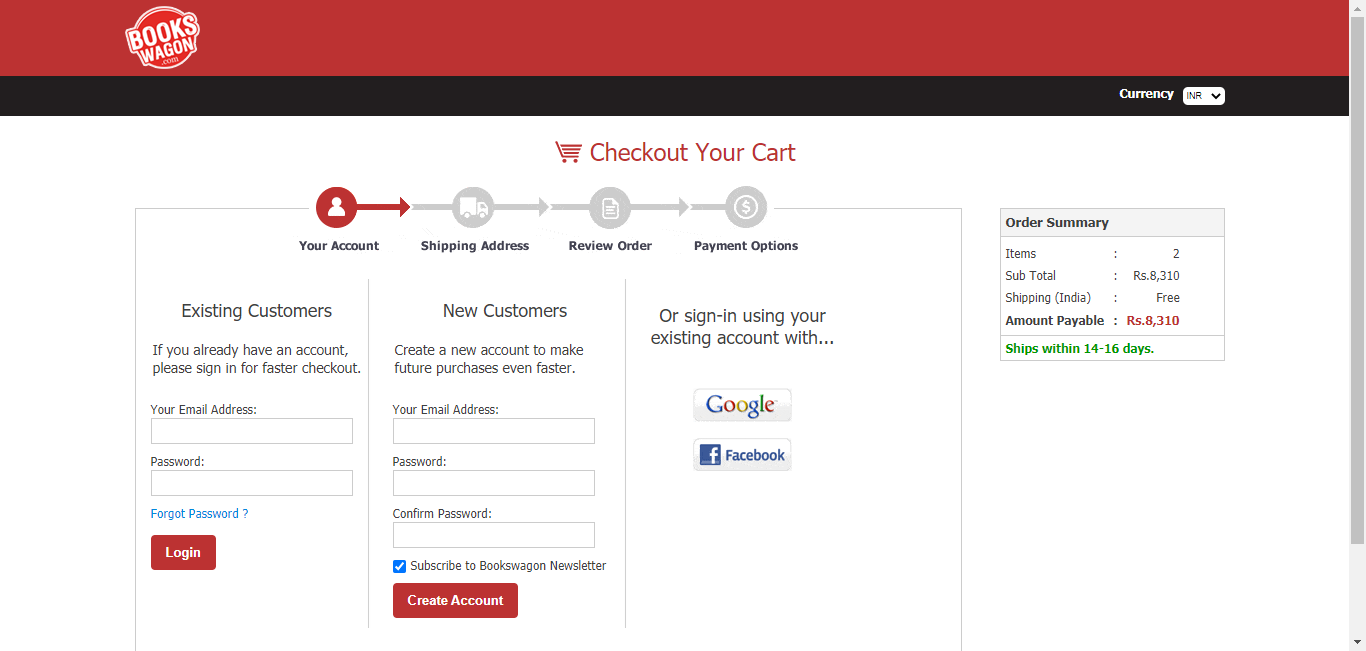 BOOKS
WAGON
.com
Currency INR
Checkout Your Cart
Your Account
Shipping Address
Review Order
Payment Options
Existing Customers
If you already have an account,
please sign in for faster checkout.
Your Email Address:
Password:
Forgot Password ?
Login
New Customers
Create a new account to make
future purchases even faster.
Your Email Address:
Password:
Confirm Password:
Subscribe to Bookswagon Newsletter
Create Account
Or sign-in using your
existing account with...
Google
Facebook
Order Summary
Items : 2
Sub Total : Rs.8,310
Shipping (India) : Free
Amount Payable : Rs.8,310
Ships within 14-16 days.